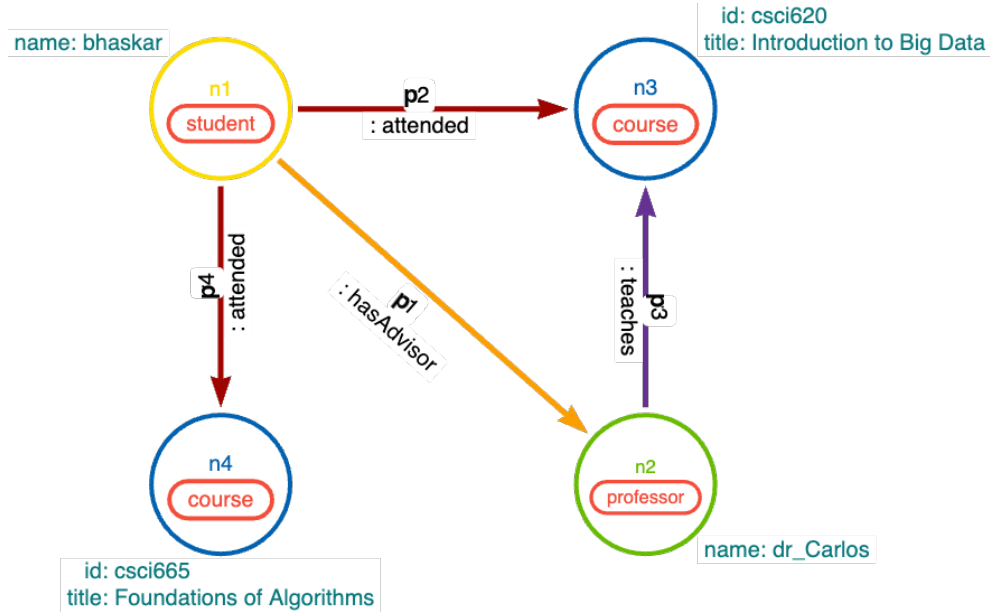 id: csci620
name: bhaskar
title: Introduction to Big Data
n1
student
p2
: attended
n3
course
p4
: attended
p1
: hasAdvisor
p3
: teaches
n4
course
n2
professor
name: dr_Carlos
id: csci665
title: Foundations of Algorithms